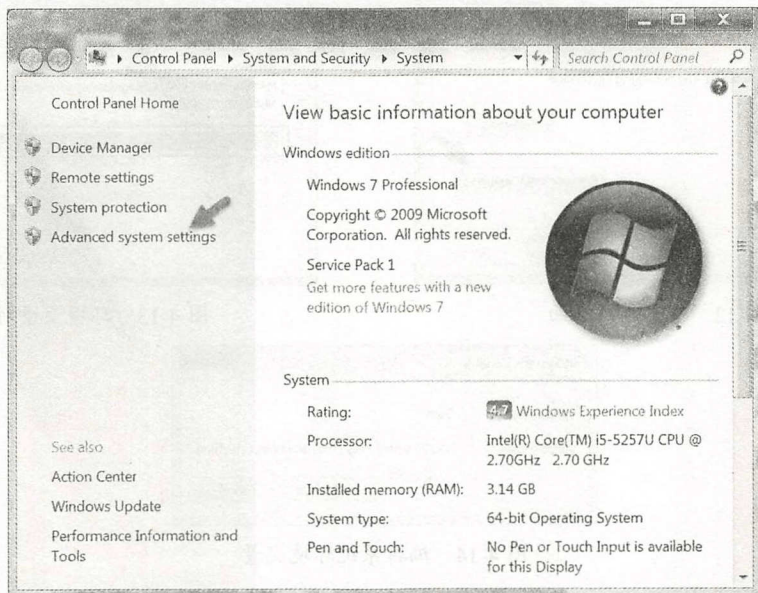 Control Panel ▸ System and Security ▸ System
Search Control Panel
Control Panel Home
Device Manager
Remote settings
System protection
Advanced system settings
See also
Action Center
Windows Update
Performance Information and
Tools
View basic information about your computer
Windows edition
Windows 7 Professional
Copyright © 2009 Microsoft
Corporation. All rights reserved.
Service Pack 1
Get more features with a new
edition of Windows 7
System
Rating:
4.7 Windows Experience Index
Processor:
Intel(R) Core(TM) i5-5257U CPU @
2.70GHz 2.70 GHz
Installed memory (RAM):
3.14 GB
System type:
64-bit Operating System
Pen and Touch:
No Pen or Touch Input is available
for this Display